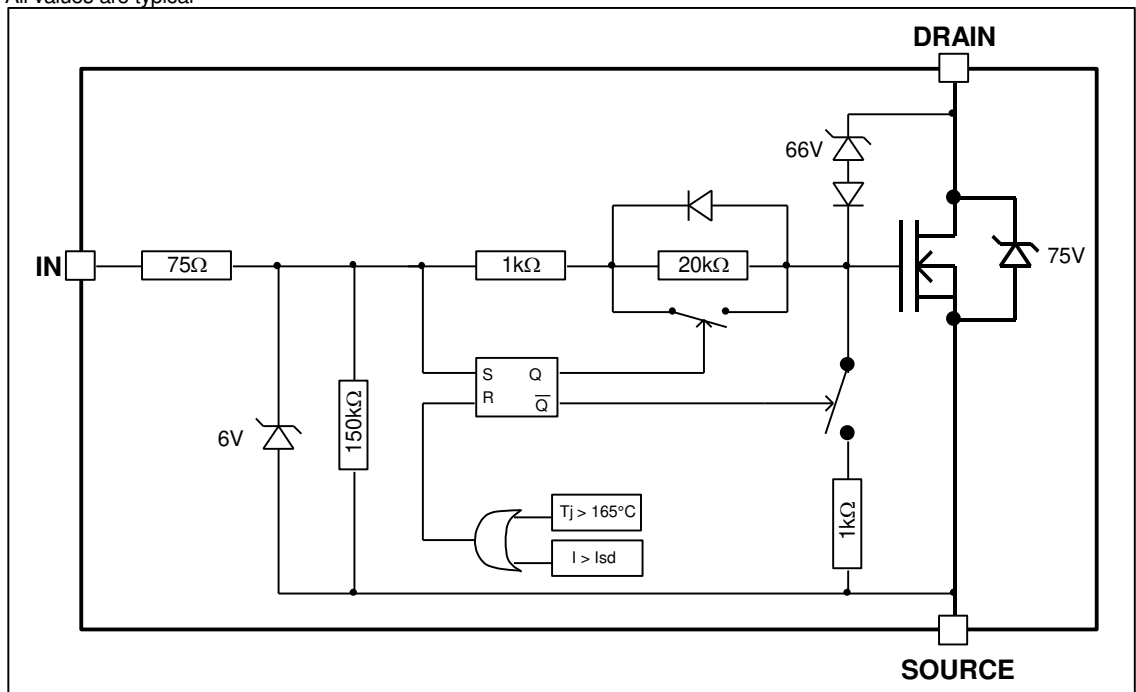 All values are typical
DRAIN
66V
75V
IN
75Ω
1kΩ
20kΩ
S Q
R Q̅
6V
150kΩ
Tj > 165°C
I > Isd
1kΩ
SOURCE